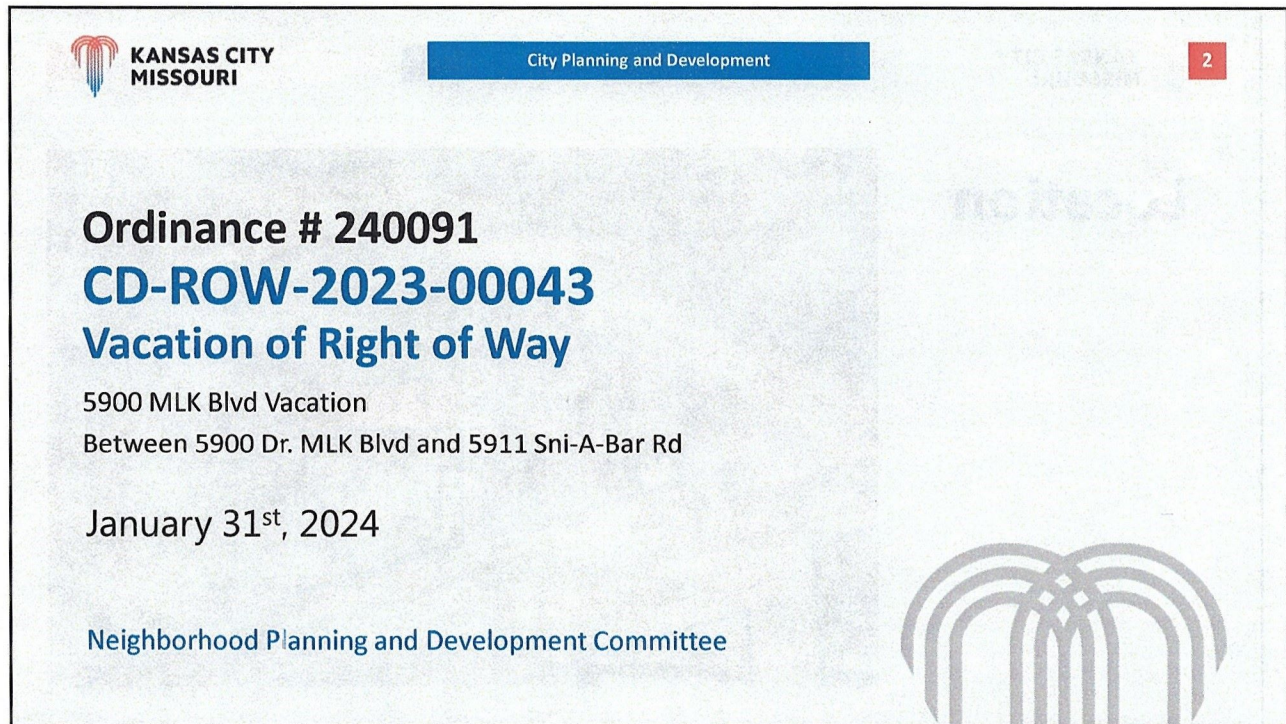 KANSAS CITY
MISSOURI
City Planning and Development
2
Ordinance # 240091
CD-ROW-2023-00043
Vacation of Right of Way
5900 MLK Blvd Vacation
Between 5900 Dr. MLK Blvd and 5911 Sni-A-Bar Rd
January 31st, 2024
Neighborhood Planning and Development Committee